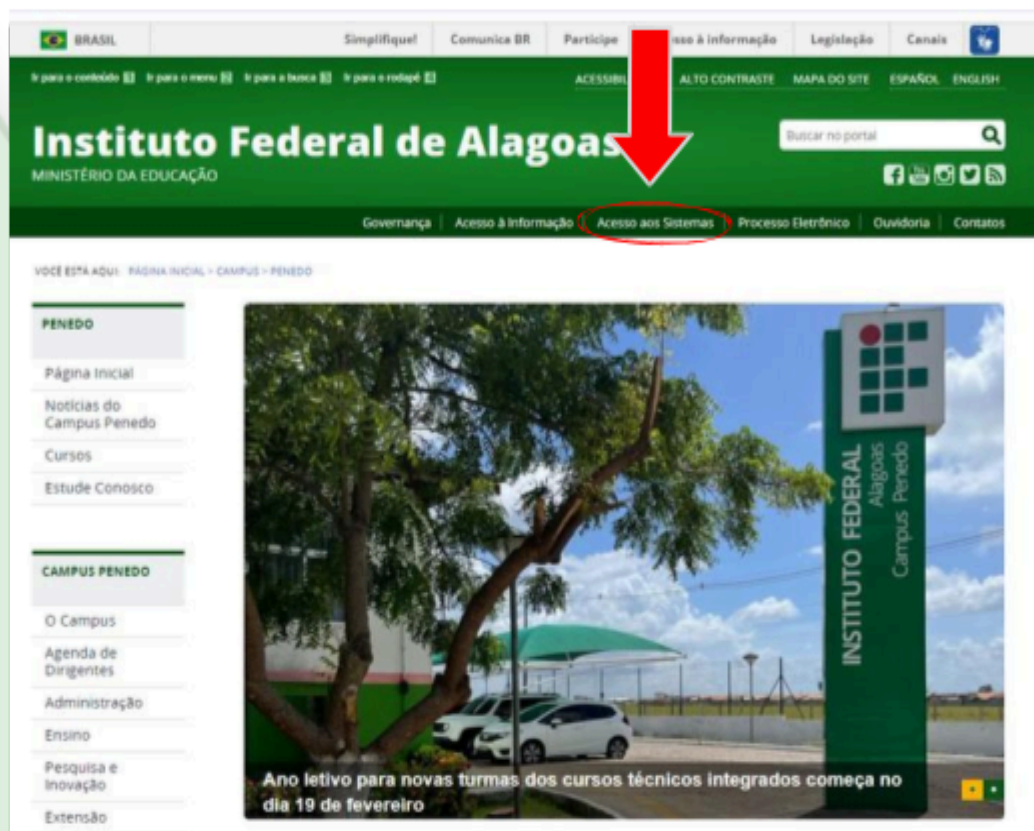 BRASIL
Simplifique!
Comunica BR
Participe
à informação
Legislação
Canais
Ir para o conteúdo 1 Ir para o menu 2 Ir para a busca 3 Ir para o rodapé 4
ALTO CONTRASTE MAPA DO SITE ESPAÑOL ENGLISH
Instituto Federal de Alagoas
MINISTÉRIO DA EDUCAÇÃO
Buscar no portal
Governança Acesso à Informação Acesso aos Sistemas Processo Eletrônico Ouvidoria Contatos
VOCÊ ESTÁ AQUI: PÁGINA INICIAL > CAMPUS > PENEDO
PENEDO
Página Inicial
Notícias do
Campus Penedo
Cursos
Estude Conosco
CAMPUS PENEDO
O Campus
Agenda de
Dirigentes
Administração
Ensino
Pesquisa e
Inovação
Extensão
INSTITUTO FEDERAL
Alagoas
Campus Penedo
Ano letivo para novas turmas dos cursos técnicos integrados começa no
dia 19 de fevereiro